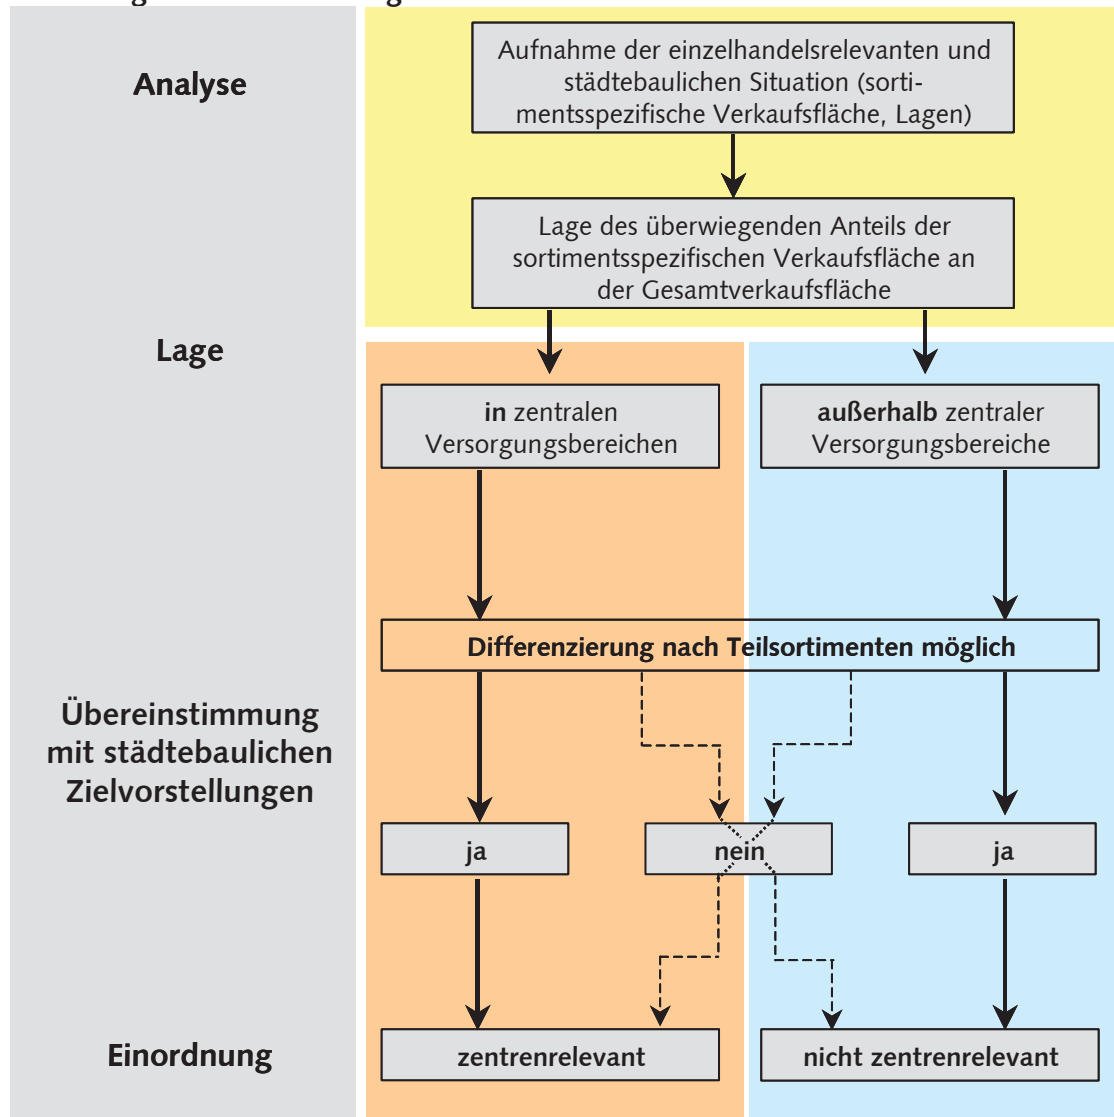 Analyse
Aufnahme der einzelhandelsrelevanten und
städtebaulichen Situation (sorti-
mentsspezifische Verkaufsfläche, Lagen)
Lage des überwiegenden Anteils der
sortimentsspezifischen Verkaufsfläche an
der Gesamtverkaufsfläche
Lage
in zentralen
Versorgungsbereichen
außerhalb zentraler
Versorgungsbereiche
Differenzierung nach Teilsortimenten möglich
Übereinstimmung
mit städtebaulichen
Zielvorstellungen
ja
nein
ja
Einordnung
zentrenrelevant
nicht zentrenrelevant